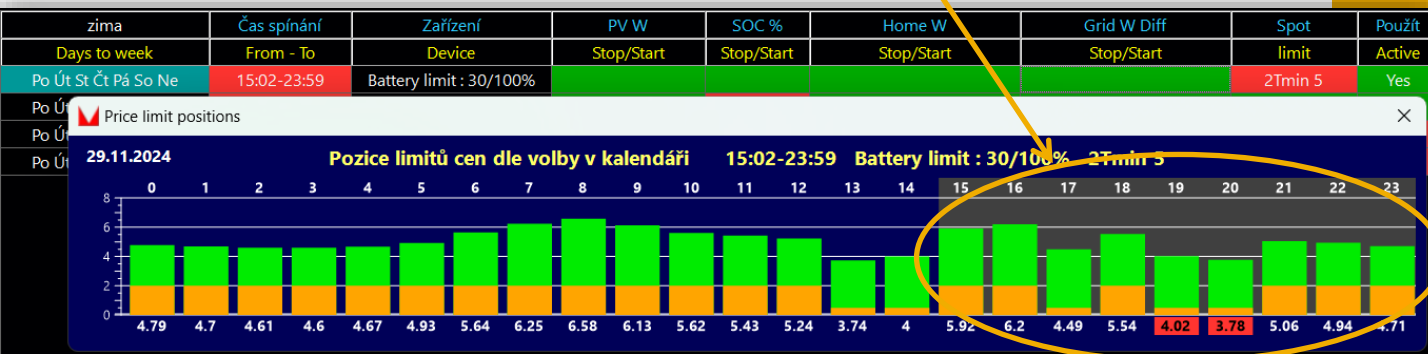 zima Čas spínání Zařízení PV W SOC % Home W Grid W Diff Spot Použít
Days to week From - To Device Stop/Start Stop/Start Stop/Start Stop/Start limit Active
Po Út St Čt Pá So Ne 15:02-23:59 Battery limit : 30/100% 2Tmin 5 Yes
Po Út
Price limit positions
Po Út
Po Út
29.11.2024 Pozice limitů cen dle volby v kalendáři 15:02-23:59 Battery limit : 30/100% 2Tmin 5
0 1 2 3 4 5 6 7 8 9 10 11 12 13 14 15 16 17 18 19 20 21 22 23
8
6
4
2
0
4.79 4.7 4.61 4.6 4.67 4.93 5.64 6.25 6.58 6.13 5.62 5.43 5.24 3.74 4 5.92 6.2 4.49 5.54 4.02 3.78 5.06 4.94 4.71